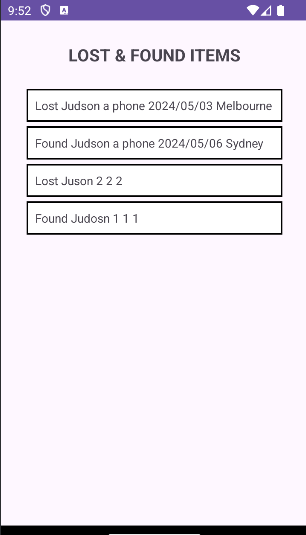 9:52
LOST & FOUND ITEMS
Lost Judson a phone 2024/05/03 Melbourne
Found Judson a phone 2024/05/06 Sydney
Lost Juson 2 2 2
Found Judosn 1 1 1